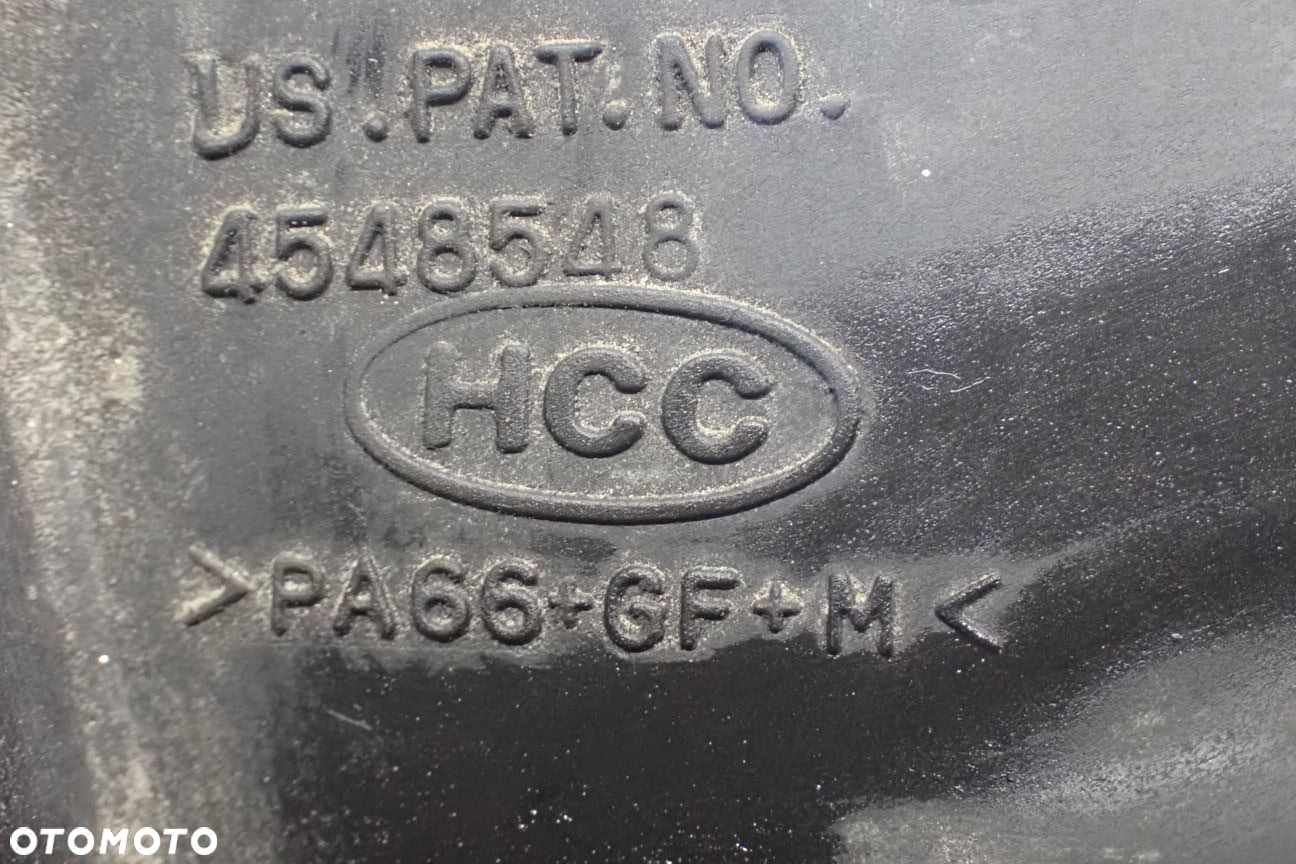 US.PAT.NO.
4548548
HCC
>PA66+GF+M<
OTOMOTO